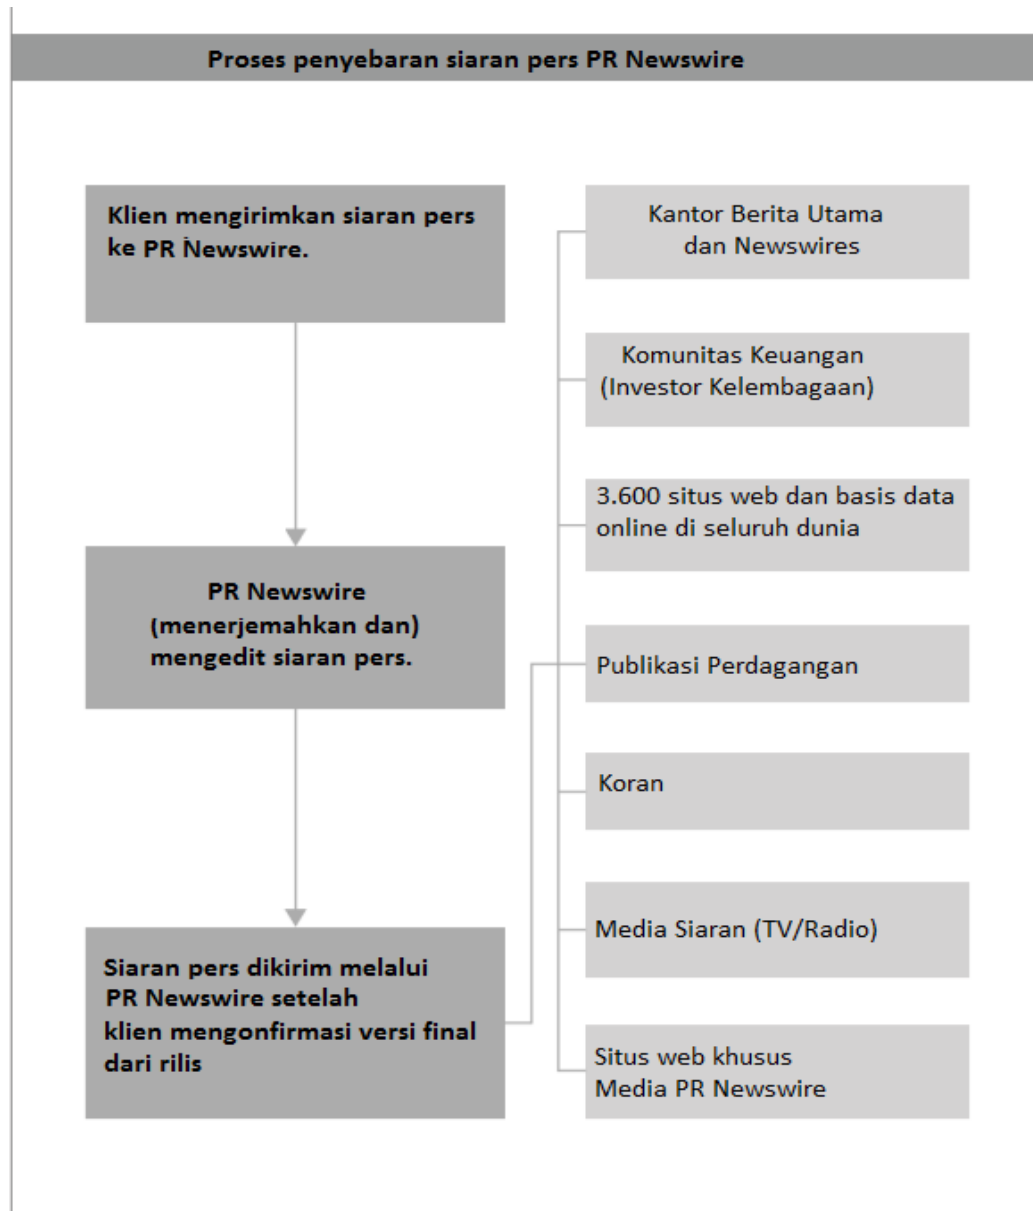 Proses penyebaran siaran pers PR Newswire
Klien mengirimkan siaran pers
ke PR Newswire.
PR Newswire
(menerjemahkan dan)
mengedit siaran pers.
Siaran pers dikirim melalui
PR Newswire setelah
klien mengonfirmasi versi final
dari rilis
Kantor Berita Utama
dan Newswires
Komunitas Keuangan
(Investor Kelembagaan)
3.600 situs web dan basis data
online di seluruh dunia
Publikasi Perdagangan
Koran
Media Siaran (TV/Radio)
Situs web khusus
Media PR Newswire